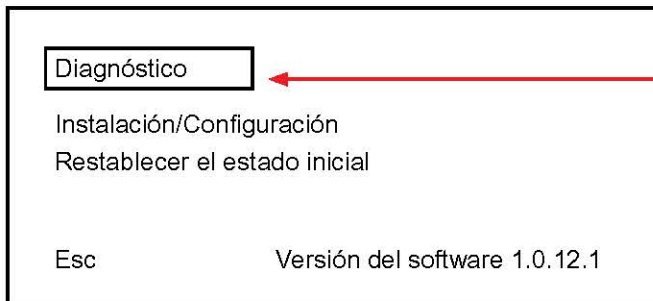 Diagnóstico
Instalación/Configuración
Restablecer el estado inicial
Esc Versión del software 1.0.12.1